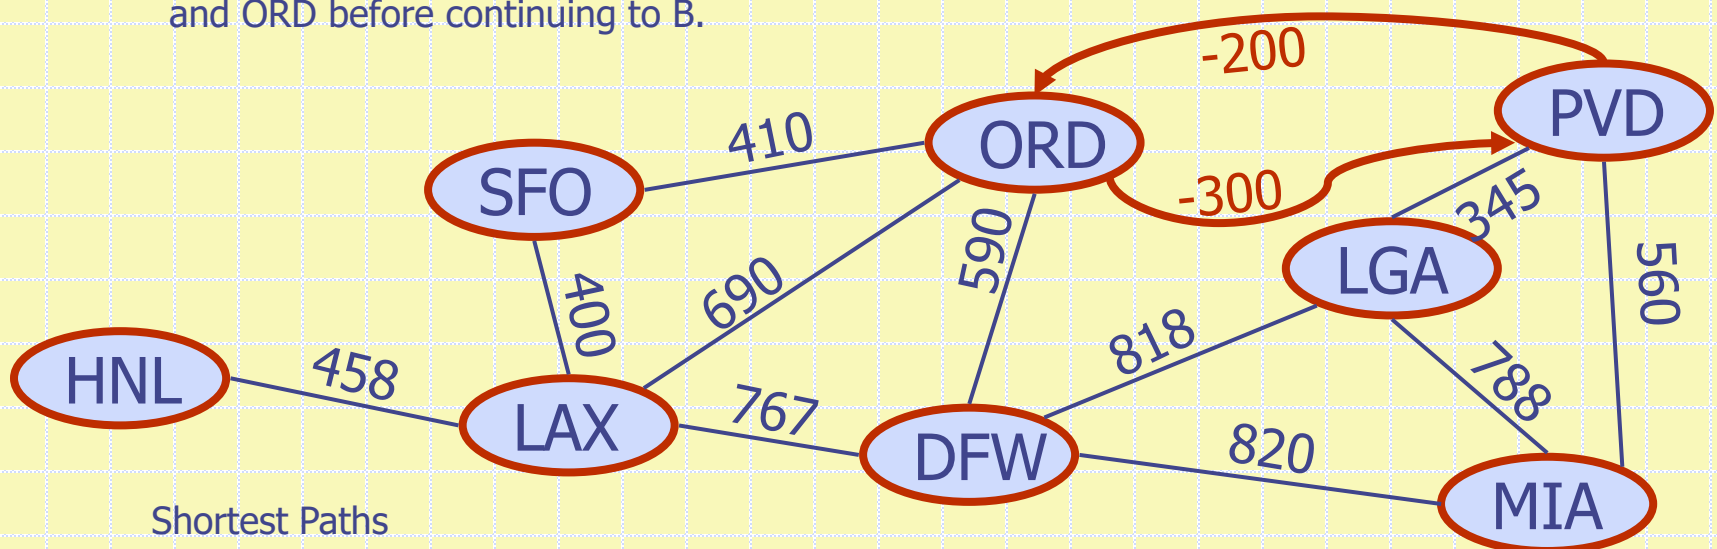 and ORD before continuing to B.
-200
PVD
410
ORD
SFO
-300
345
590
LGA
560
690
400
818
HNL
458
788
767
LAX
DFW
820
MIA
Shortest Paths